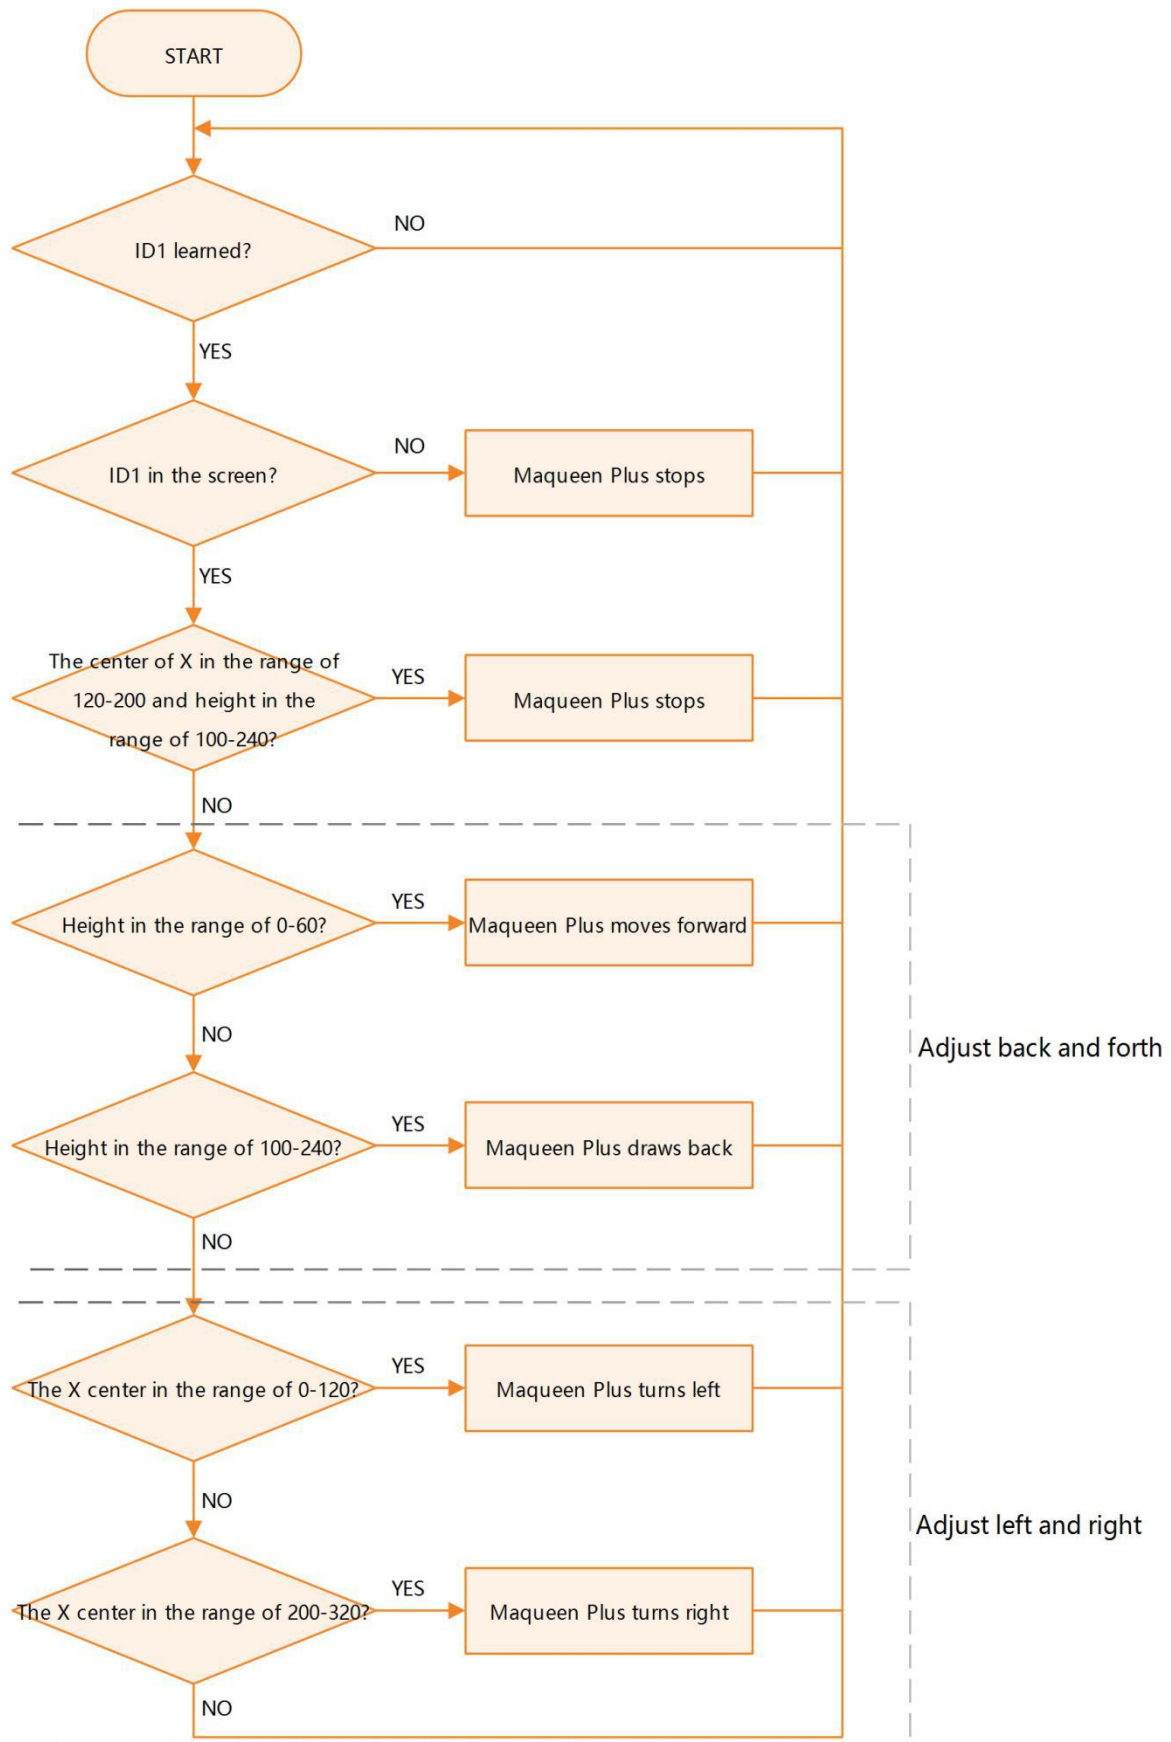 START
NO
ID1 learned?
YES
NO
ID1 in the screen?
Maqueen Plus stops
YES
The center of X in the range of
120-200 and height in the
range of 100-240?
YES
Maqueen Plus stops
NO
YES
Height in the range of 0-60?
Maqueen Plus moves forward
NO
Adjust back and forth
YES
Height in the range of 100-240?
Maqueen Plus draws back
NO
YES
The X center in the range of 0-120?
Maqueen Plus turns left
NO
Adjust left and right
YES
The X center in the range of 200-320?
Maqueen Plus turns right
NO